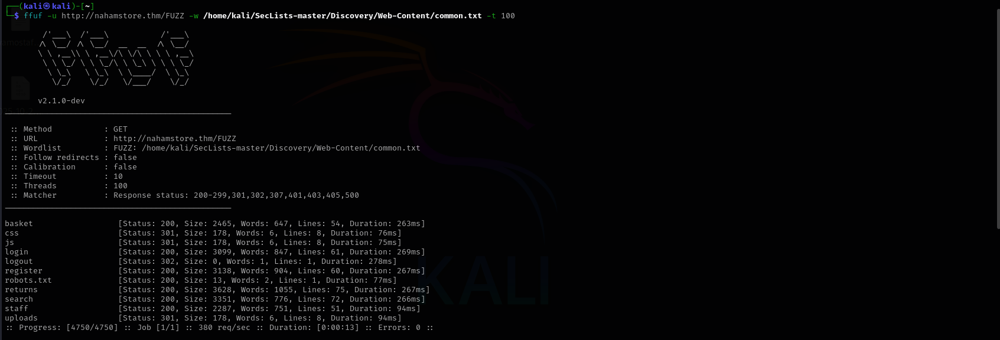 ┌──(kali㉿kali)-[~]
└─$ ffuf -u http://nahamstore.thm/FUZZ -w /home/kali/SecLists-master/Discovery/Web-Content/common.txt -t 100

        /'___\  /'___\           /'___\
       /\ \__/ /\ \__/  __  __  /\ \__/
       \ \ ,__\\ \ ,__\/\ \/\ \ \ \ ,__\
        \ \ \_/ \ \ \_/\ \ \_\ \ \ \ \_/
         \ \_\   \ \_\  \ \____/  \ \_\
          \/_/    \/_/   \/___/    \/_/

       v2.1.0-dev
________________________________________________

 :: Method           : GET
 :: URL              : http://nahamstore.thm/FUZZ
 :: Wordlist         : FUZZ: /home/kali/SecLists-master/Discovery/Web-Content/common.txt
 :: Follow redirects : false
 :: Calibration      : false
 :: Timeout          : 10
 :: Threads          : 100
 :: Matcher          : Response status: 200-299,301,302,307,401,403,405,500
________________________________________________

basket                  [Status: 200, Size: 2465, Words: 647, Lines: 54, Duration: 263ms]
css                     [Status: 301, Size: 178, Words: 6, Lines: 8, Duration: 76ms]
js                      [Status: 301, Size: 178, Words: 6, Lines: 8, Duration: 75ms]
login                   [Status: 200, Size: 3099, Words: 847, Lines: 61, Duration: 269ms]
logout                  [Status: 302, Size: 0, Words: 1, Lines: 1, Duration: 278ms]
register                [Status: 200, Size: 3138, Words: 904, Lines: 60, Duration: 267ms]
robots.txt              [Status: 200, Size: 13, Words: 2, Lines: 1, Duration: 77ms]
returns                 [Status: 200, Size: 3628, Words: 1055, Lines: 75, Duration: 267ms]
search                  [Status: 200, Size: 3351, Words: 776, Lines: 72, Duration: 266ms]
staff                   [Status: 200, Size: 2287, Words: 751, Lines: 51, Duration: 94ms]
uploads                 [Status: 301, Size: 178, Words: 6, Lines: 8, Duration: 94ms]
:: Progress: [4750/4750] :: Job [1/1] :: 380 req/sec :: Duration: [0:00:13] :: Errors: 0 ::
KALI